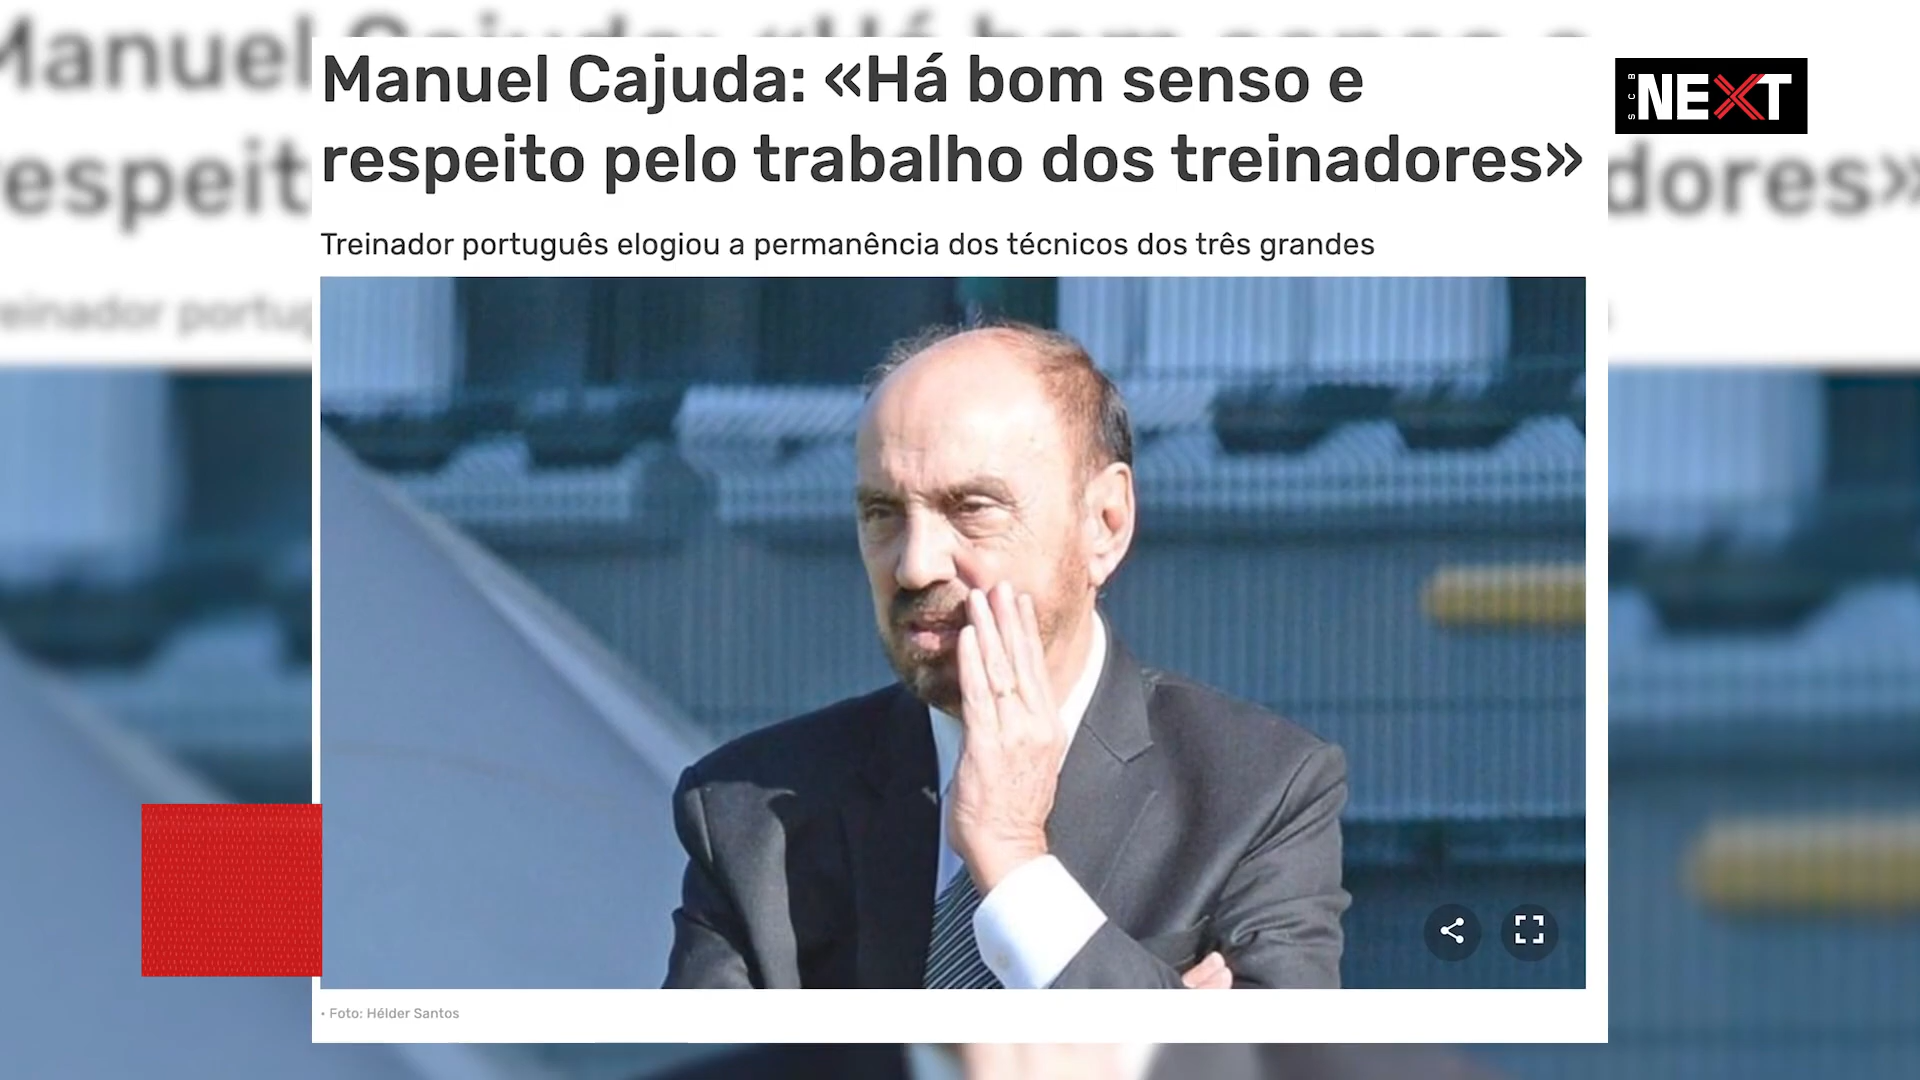 Manuel Cajuda: «Há bom senso e
respeito pelo trabalho dos treinadores»
Treinador português elogiou a permanência dos técnicos dos três grandes
SCB NEXT
• Foto: Hélder Santos